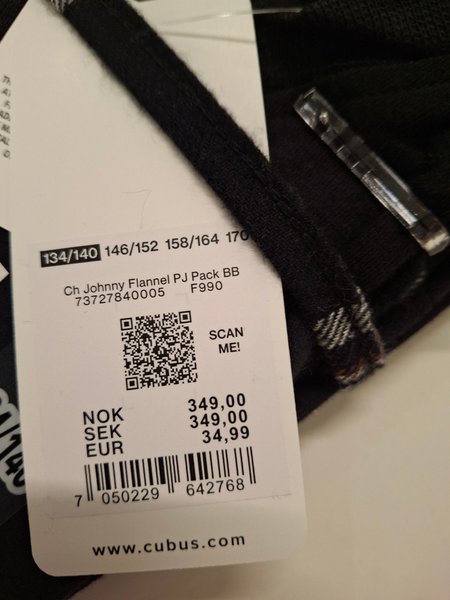 134/140 146/152 158/164 170
Ch Johnny Flannel PJ Pack BB
73727840005 F990
SCAN
ME!
NOK 349,00
SEK 349,00
EUR 34,99
7 050229 642768
www.cubus.com